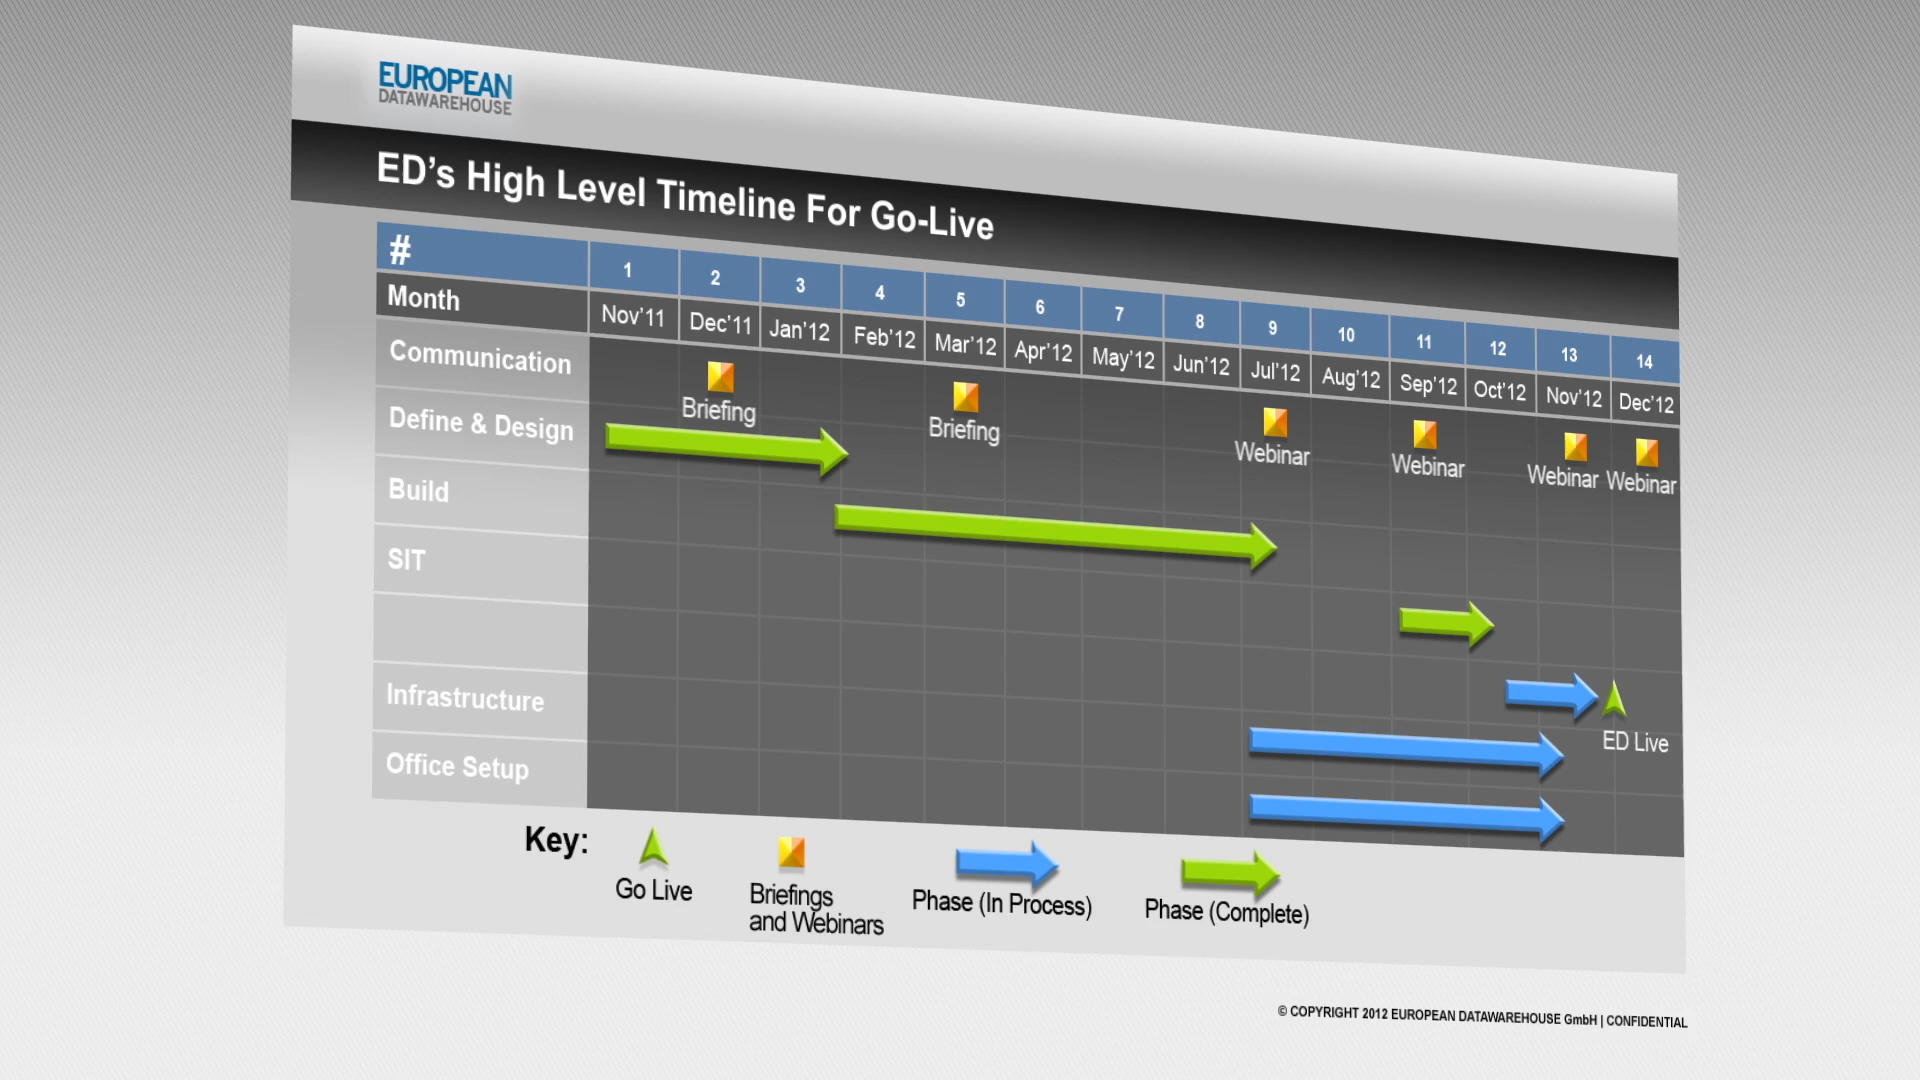 EUROPEAN
DATAWAREHOUSE
ED's High Level Timeline For Go-Live
# 1 2 3 4 5 6 7 8 9 10 11 12 13 14
Month Nov'11 Dec'11 Jan'12 Feb'12 Mar'12 Apr'12 May'12 Jun'12 Jul'12 Aug'12 Sep'12 Oct'12 Nov'12 Dec'12
Communication
Briefing Briefing Webinar Webinar Webinar Webinar
Define & Design
Build
SIT
Infrastructure
ED Live
Office Setup
Key:
Go Live
Briefings
and Webinars
Phase (In Process)
Phase (Complete)
© COPYRIGHT 2012 EUROPEAN DATAWAREHOUSE GmbH | CONFIDENTIAL